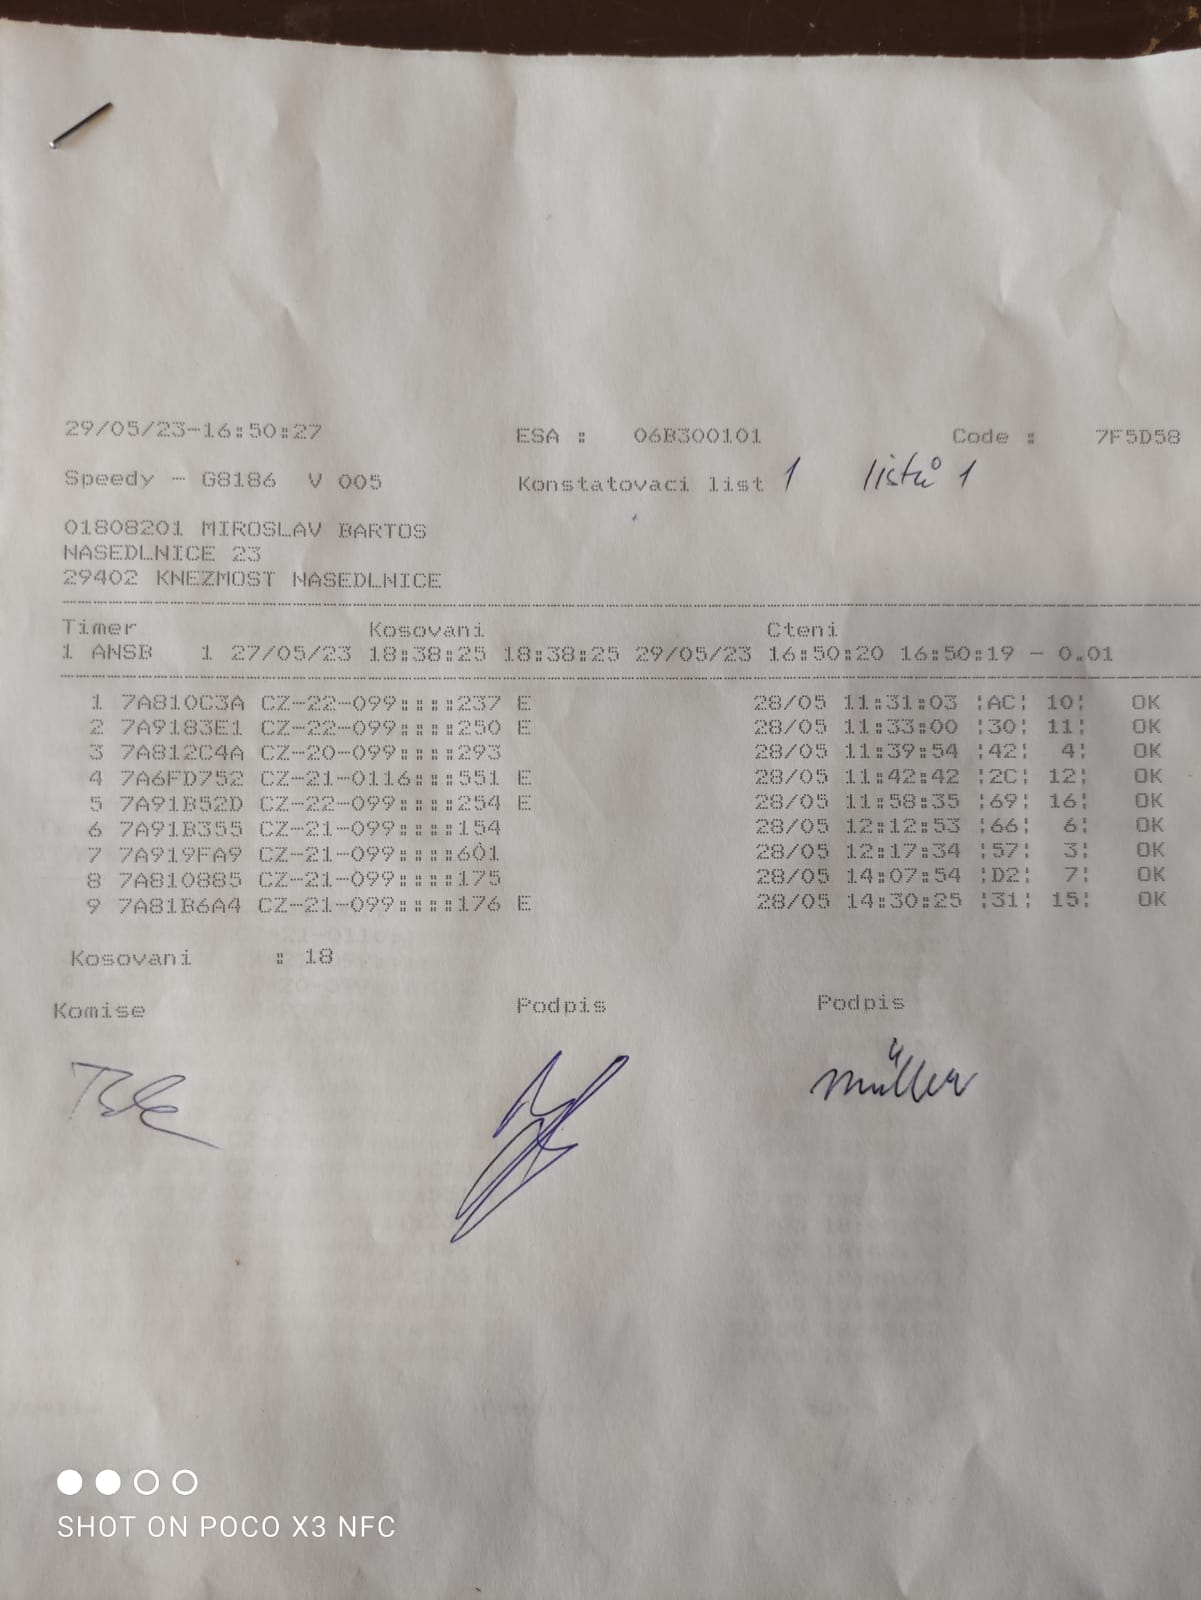 29/05/23-16:50:27 ESA : 06B300101 Code : 7F5D58
Speedy - G8186 V 005 Konstatovaci list 1 listů 1
01808201 MIROSLAV BARTOS
NASEDLNICE 23
29402 KNEZMOST NASEDLNICE
Timer Kosovani Cteni
1 ANSB 1 27/05/23 18:38:25 18:38:25 29/05/23 16:50:20 16:50:19 - 0.01
1 7A810C3A CZ-22-099::::237 E 28/05 11:31:03 ¦AC¦ 10¦ OK
2 7A9183E1 CZ-22-099::::250 E 28/05 11:33:00 ¦30¦ 11¦ OK
3 7A812C4A CZ-20-099::::293 28/05 11:39:54 ¦42¦ 4¦ OK
4 7A6FD752 CZ-21-0116:::551 E 28/05 11:42:42 ¦2C¦ 12¦ OK
5 7A91B52D CZ-22-099::::254 E 28/05 11:58:35 ¦69¦ 16¦ OK
6 7A91B355 CZ-21-099::::154 28/05 12:12:53 ¦66¦ 6¦ OK
7 7A919FA9 CZ-21-099::::601 28/05 12:17:34 ¦57¦ 3¦ OK
8 7A810885 CZ-21-099::::175 28/05 14:07:54 ¦D2¦ 7¦ OK
9 7A81B6A4 CZ-21-099::::176 E 28/05 14:30:25 ¦31¦ 15¦ OK
Kosovani : 18
Komise Podpis Podpis
Müller
SHOT ON POCO X3 NFC